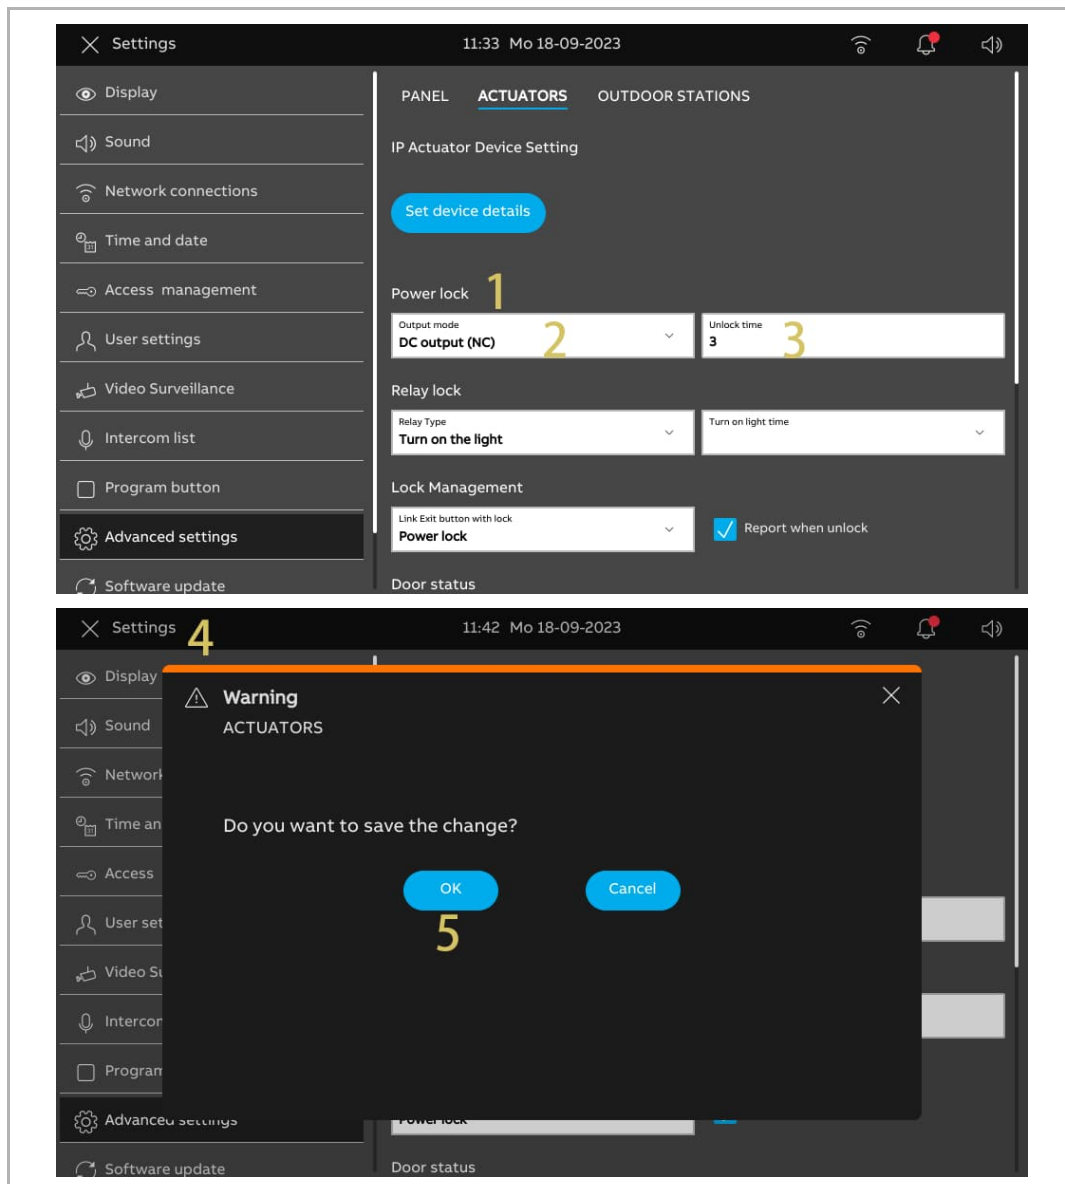 Settings
11:33 Mo 18-09-2023
Display
Sound
Network connections
Time and date
Access management
User settings
Video Surveillance
Intercom list
Program button
Advanced settings
Software update
PANEL ACTUATORS OUTDOOR STATIONS
IP Actuator Device Setting
Set device details
Power lock 1
Output mode
DC output (NC) 2
Unlock time
3 3
Relay lock
Relay Type
Turn on the light
Turn on light time
Lock Management
Link Exit button with lock
Power lock
Report when unlock
Door status
Settings 4
11:42 Mo 18-09-2023
Display
Sound
Network
Time an
Access
User set
Video Su
Intercom
Program
Advanced settings
Software update
Warning
ACTUATORS
Do you want to save the change?
OK Cancel
5
Power lock
Door status